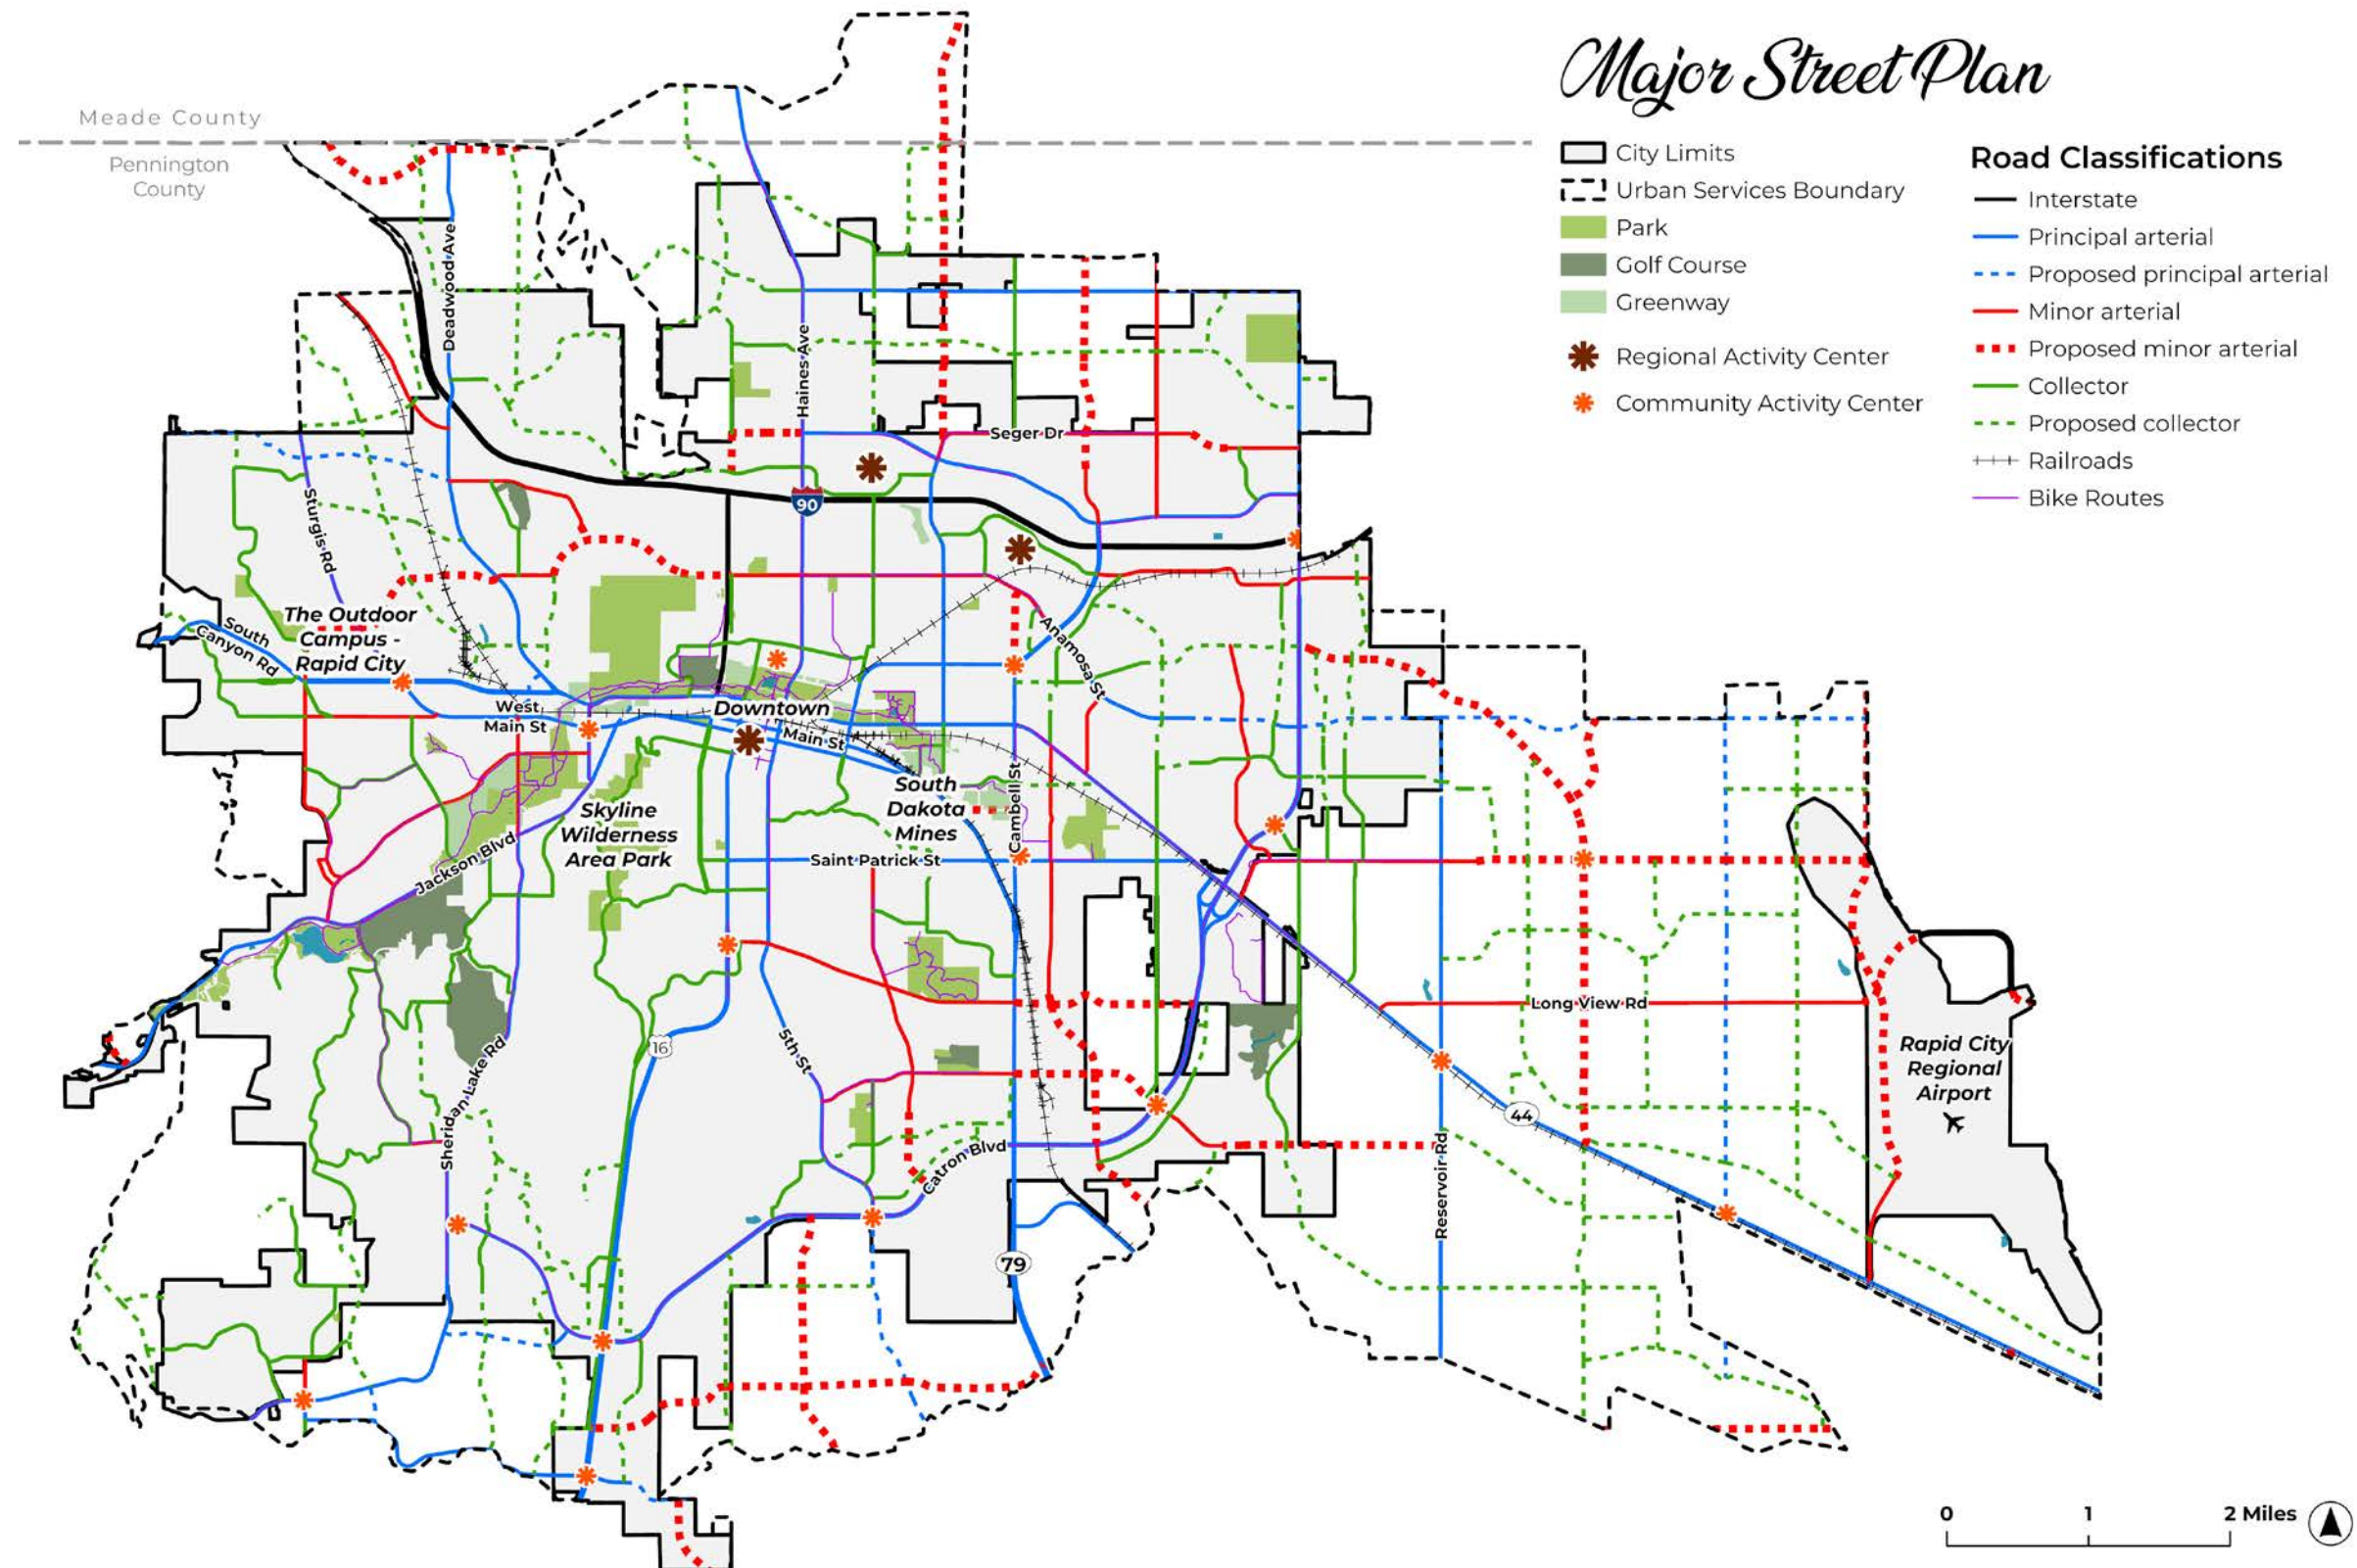 Major Street Plan
Meade County
Pennington
County
City Limits
Urban Services Boundary
Park
Golf Course
Greenway
Regional Activity Center
Community Activity Center
Road Classifications
Interstate
Principal arterial
Proposed principal arterial
Minor arterial
Proposed minor arterial
Collector
Proposed collector
Railroads
Bike Routes
Deadwood Ave
Haines Ave
Seger Dr
90
Sturgis Rd
The Outdoor
Campus -
Rapid City
South
Canyon Rd
Anamosa St
West
Main St
Downtown
Main St
Skyline
Wilderness
Area Park
South
Dakota
Mines
Cambell St
Jackson Blvd
Saint Patrick St
Long View Rd
16
5th St
Sheridan Lake Rd
Rapid City
Regional
Airport
44
Catron Blvd
Reservoir Rd
79
0 1 2 Miles